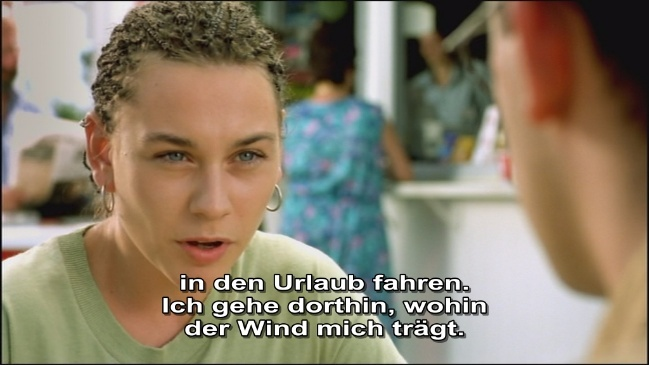 in den Urlaub fahren.
Ich gehe dorthin, wohin
der Wind mich trägt.